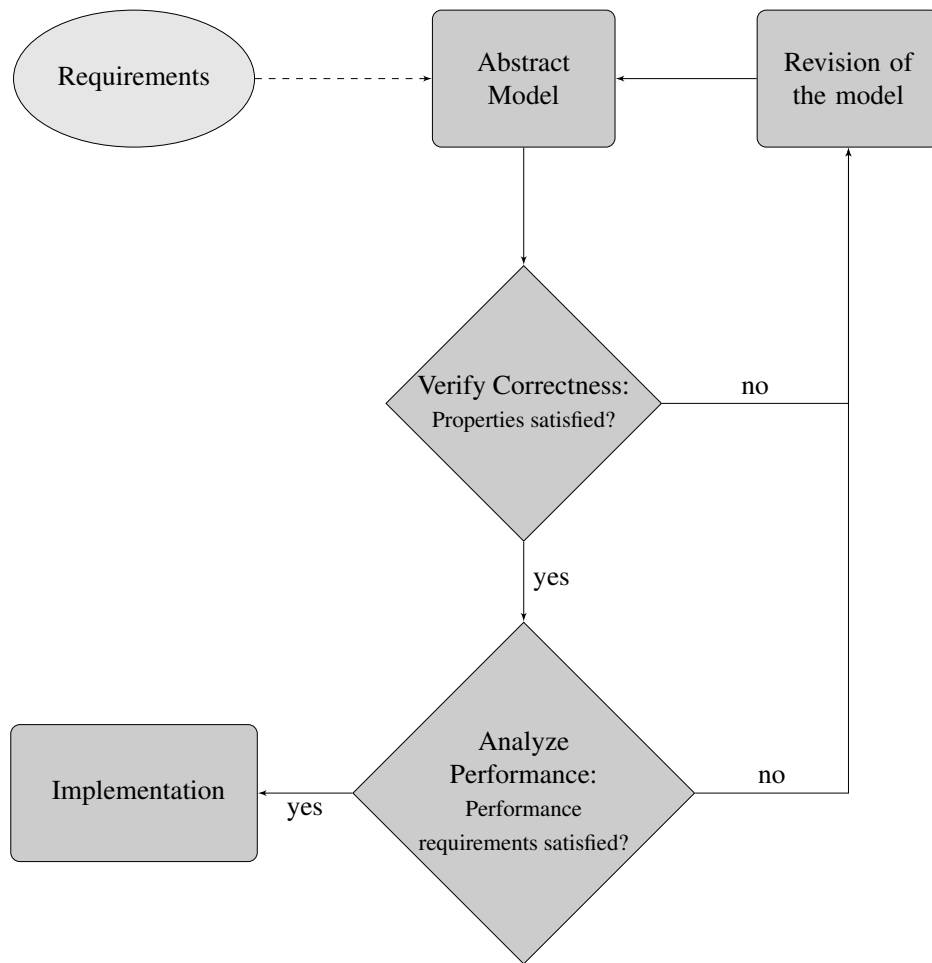 Requirements
Abstract
Model
Revision of
the model
Verify Correctness:
Properties satisfied?
no
yes
Analyze
Performance:
Performance
requirements satisfied?
no
yes
Implementation